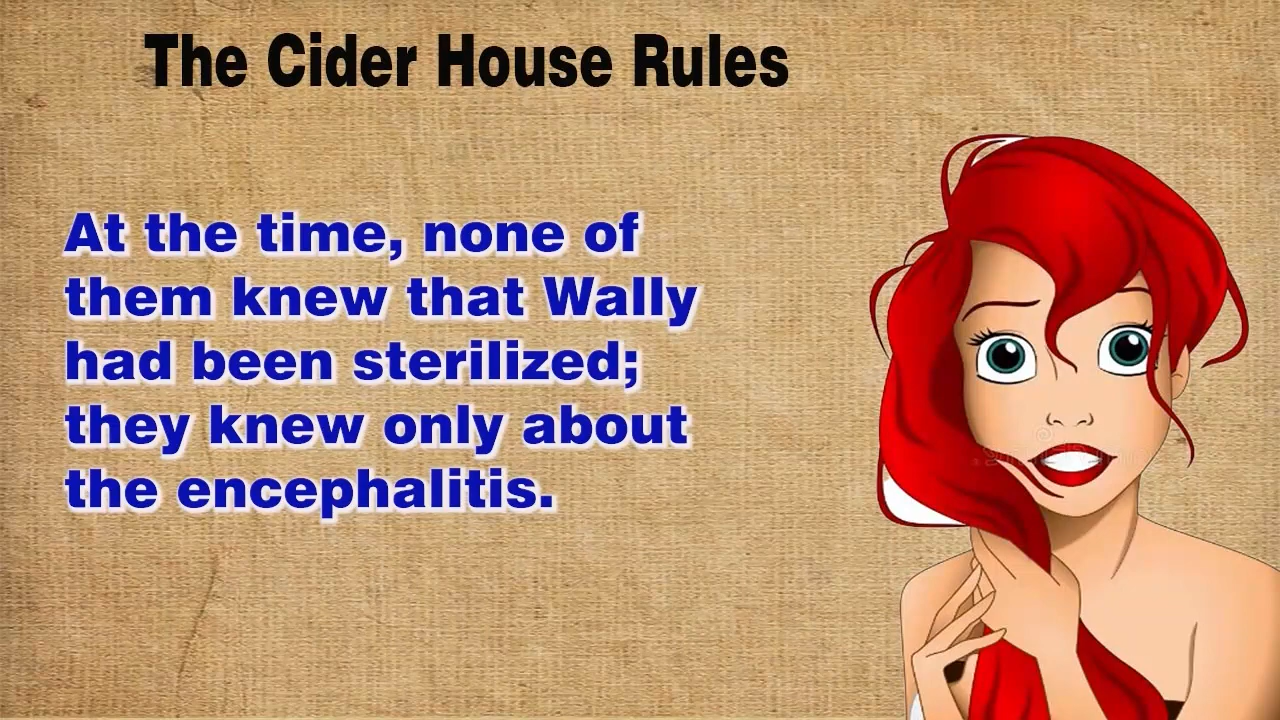 The Cider House Rules
At the time, none of
them knew that Wally
had been sterilized;
they knew only about
the encephalitis.